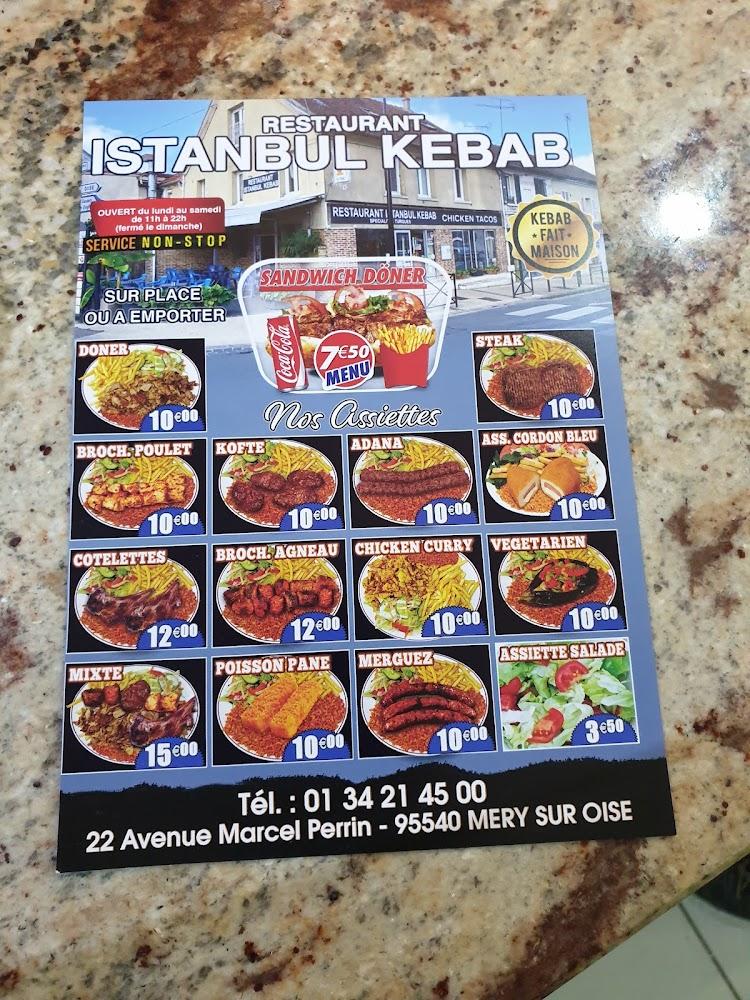 RESTAURANT
ISTANBUL KEBAB
OUVERT du lundi au samedi
de 11h à 22h
(fermé le dimanche)
SERVICE NON-STOP
SUR PLACE
OU A EMPORTER
RESTAURANT
ISTANBUL KEBAB
RESTAURANT ISTANBUL KEBAB CHICKEN TACOS
KEBAB
FAIT
MAISON
SANDWICH DÖNER
Coca-Cola
7€50
MENU
Nos Assiettes
DONER
10€00
STEAK
10€00
BROCH. POULET
10€00
KOFTE
10€00
ADANA
10€00
ASS. CORDON BLEU
10€00
COTELETTES
12€00
BROCH. AGNEAU
12€00
CHICKEN CURRY
10€00
VEGETARIEN
10€00
MIXTE
15€00
POISSON PANE
10€00
MERGUEZ
10€00
ASSIETTE SALADE
3€50
Tél. : 01 34 21 45 00
22 Avenue Marcel Perrin - 95540 MERY SUR OISE